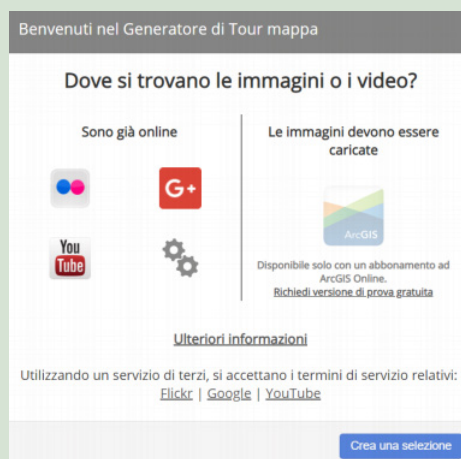 Benvenuti nel Generatore di Tour mappa
Dove si trovano le immagini o i video?
Sono già online
G+
You
Tube
Le immagini devono essere
caricate
ArcGIS
Disponibile solo con un abbonamento ad
ArcGIS Online.
Richiedi versione di prova gratuita
Ulteriori informazioni
Utilizzando un servizio di terzi, si accettano i termini di servizio relativi:
Flickr | Google | YouTube
Crea una selezione